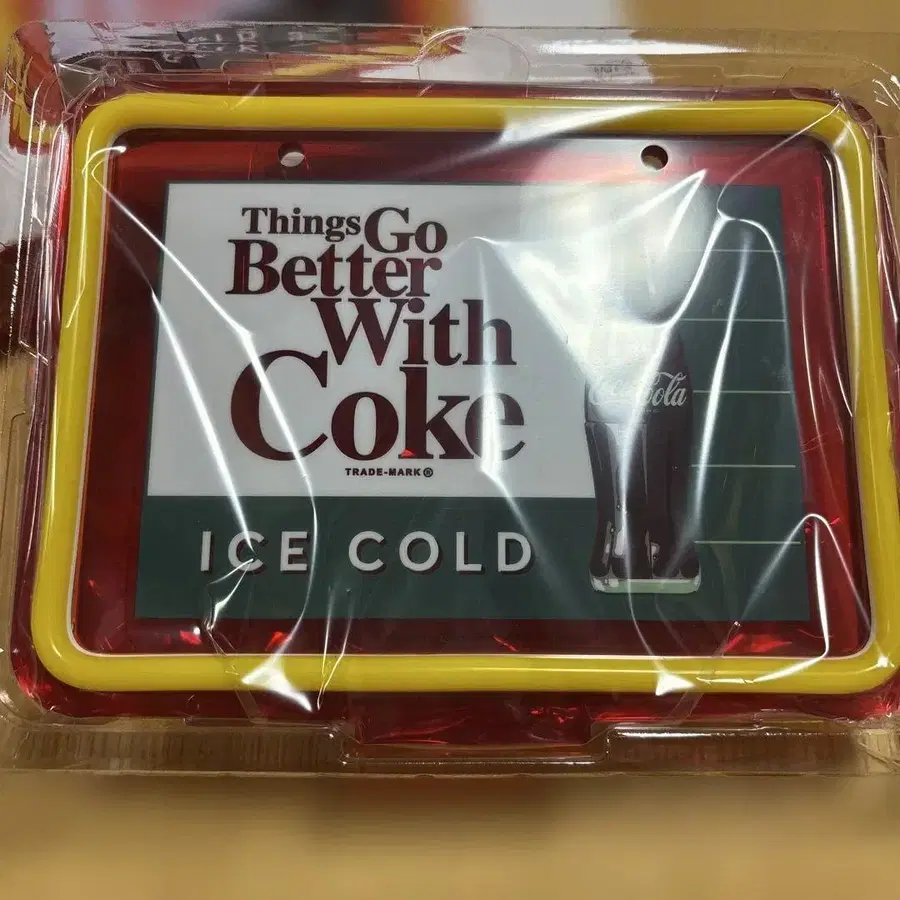 Things Go
Better
With
Coke
TRADE-MARK ®
ICE COLD
Coca-Cola